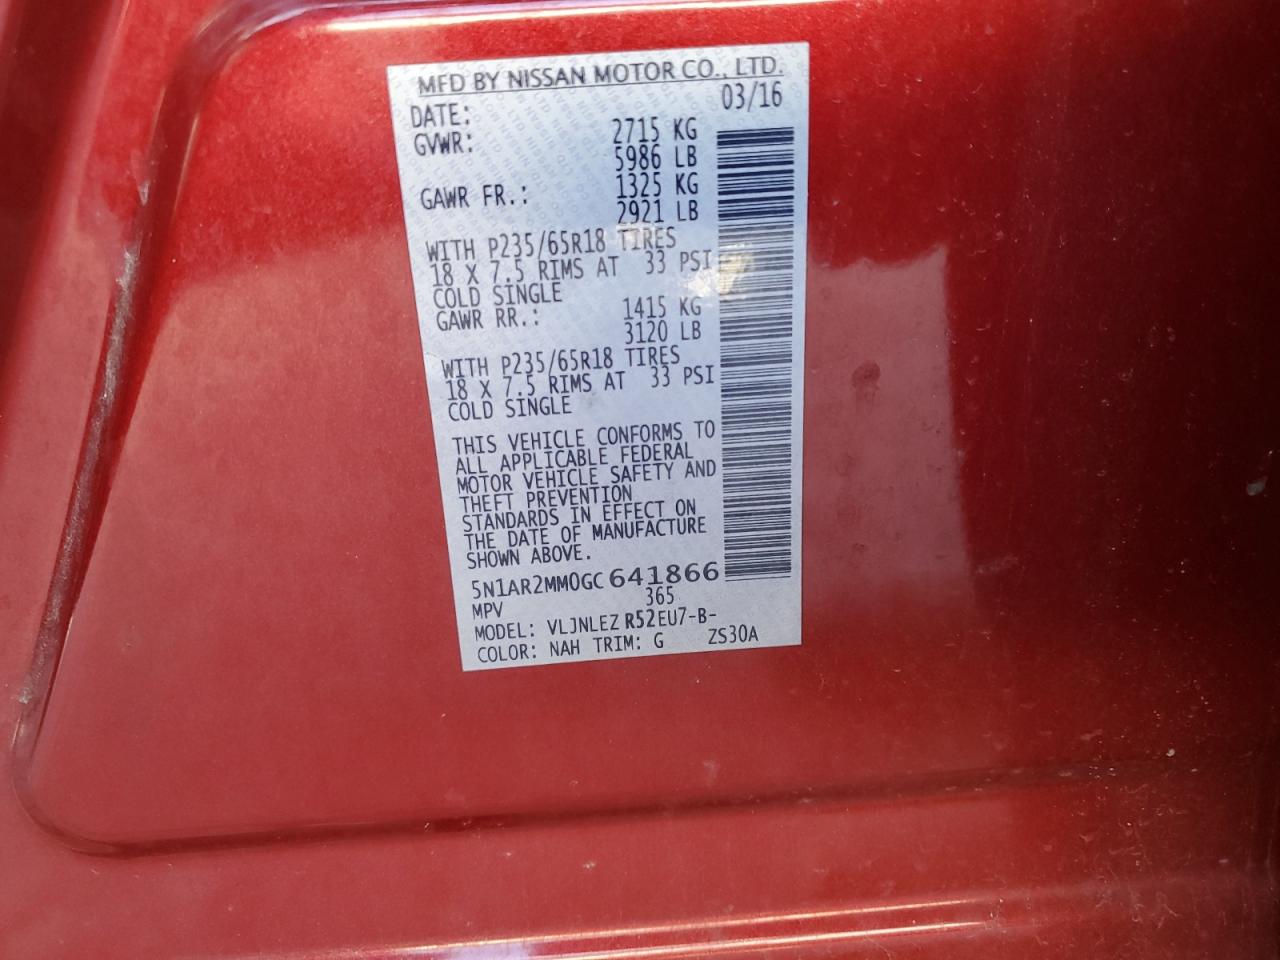 MFD BY NISSAN MOTOR CO., LTD.
DATE: 03/16
GVWR: 2715 KG
5986 LB
GAWR FR.: 1325 KG
2921 LB
WITH P235/65R18 TIRES
18 X 7.5 RIMS AT 33 PSI
COLD SINGLE
GAWR RR.: 1415 KG
3120 LB
WITH P235/65R18 TIRES
18 X 7.5 RIMS AT 33 PSI
COLD SINGLE
THIS VEHICLE CONFORMS TO
ALL APPLICABLE FEDERAL
MOTOR VEHICLE SAFETY AND
THEFT PREVENTION
STANDARDS IN EFFECT ON
THE DATE OF MANUFACTURE
SHOWN ABOVE.
5N1AR2MM0GC641866
MPV 365
MODEL: VLJNLEZ R52EU7-B-
COLOR: NAH TRIM: G ZS30A